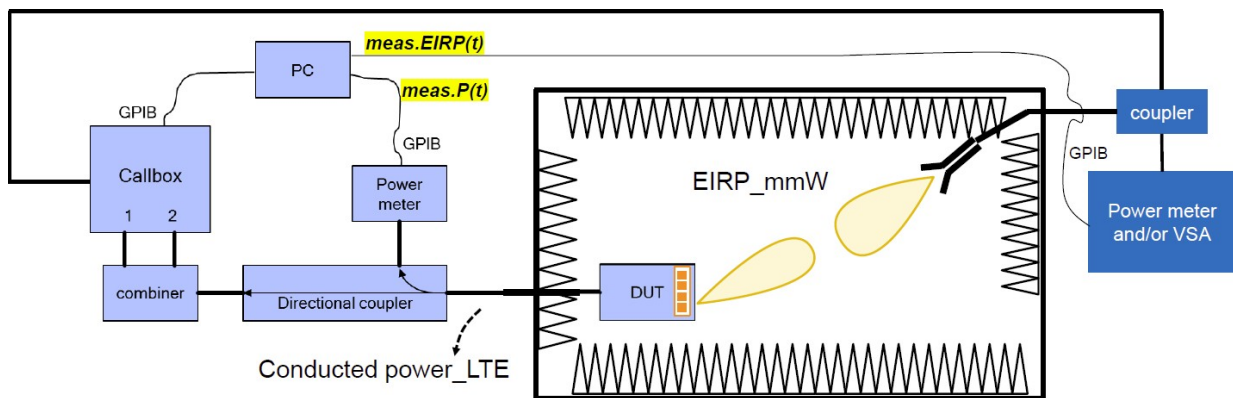 meas.EIRP(t)
PC
meas.P(t)
GPIB
GPIB
Callbox
1 2
Power
meter
combiner
Directional coupler
Conducted power_LTE
EIRP_mmW
DUT
coupler
GPIB
Power meter
and/or VSA